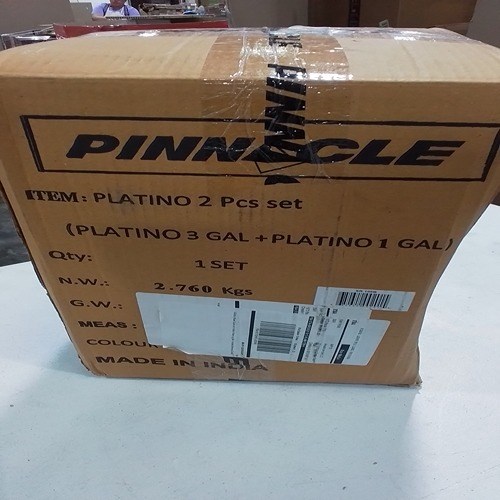 PINNACLE
ITEM: PLATINO 2 Pcs set
(PLATINO 3 GAL + PLATINO 1 GAL)
Qty: 1 SET
N.W.: 2.760 Kgs
G.W.:
MEAS :
COLOUR
MADE IN INDIA